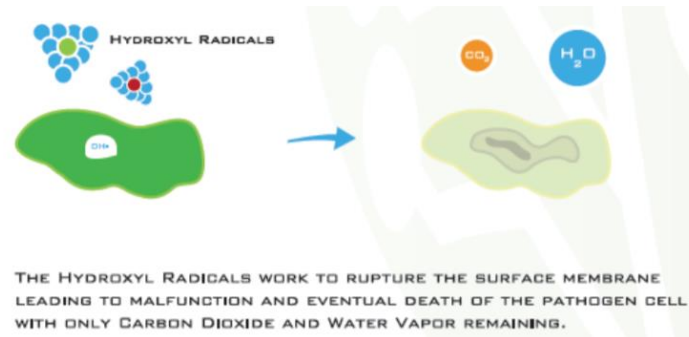 Hydroxyl Radicals
CO2
H2O
OH•
The Hydroxyl Radicals work to rupture the surface membrane
leading to malfunction and eventual death of the pathogen cell
with only Carbon Dioxide and Water Vapor remaining.